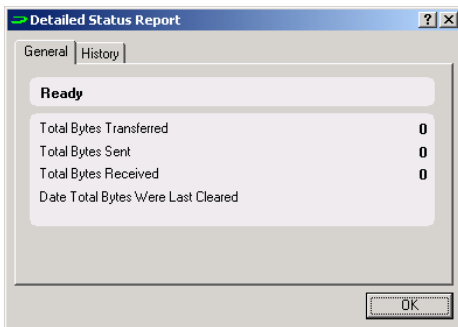 Detailed Status Report
General History
Ready
Total Bytes Transferred 0
Total Bytes Sent 0
Total Bytes Received 0
Date Total Bytes Were Last Cleared
OK